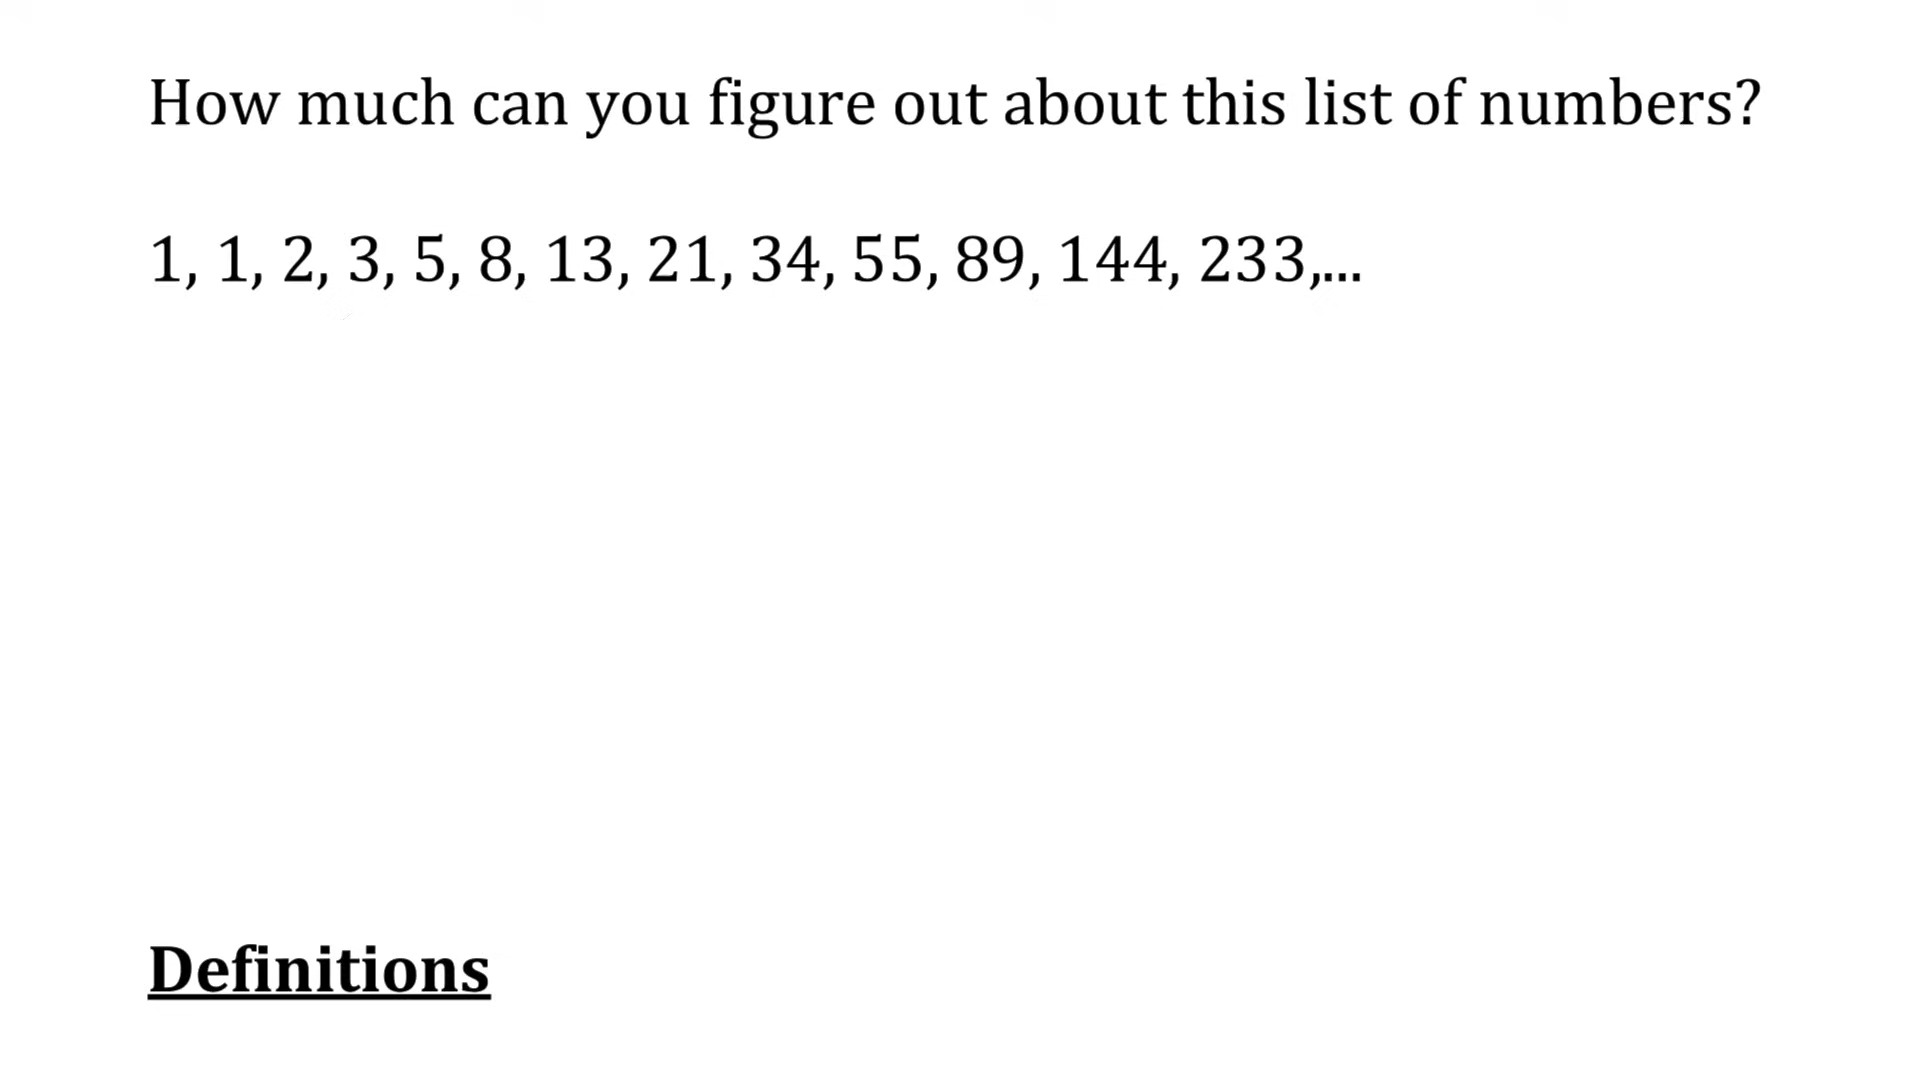 How much can you figure out about this list of numbers?
1, 1, 2, 3, 5, 8, 13, 21, 34, 55, 89, 144, 233,...
Definitions